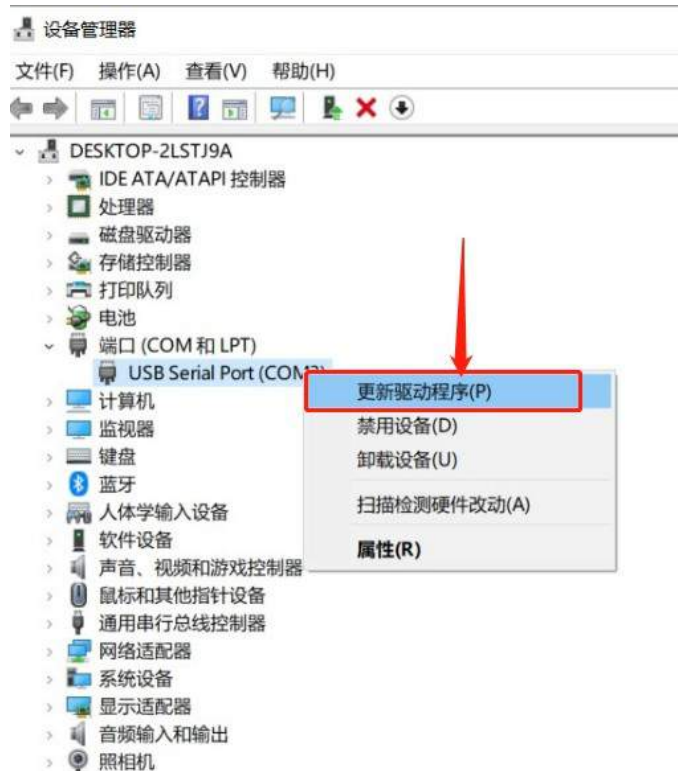 设备管理器
文件(F) 操作(A) 查看(V) 帮助(H)
DESKTOP-2LSTJ9A
IDE ATA/ATAPI 控制器
处理器
磁盘驱动器
存储控制器
打印队列
电池
端口 (COM 和 LPT)
USB Serial Port (COM3)
更新驱动程序(P)
禁用设备(D)
卸载设备(U)
扫描检测硬件改动(A)
属性(R)
计算机
监视器
键盘
蓝牙
人体学输入设备
软件设备
声音、视频和游戏控制器
鼠标和其他指针设备
通用串行总线控制器
网络适配器
系统设备
显示适配器
音频输入和输出
照相机